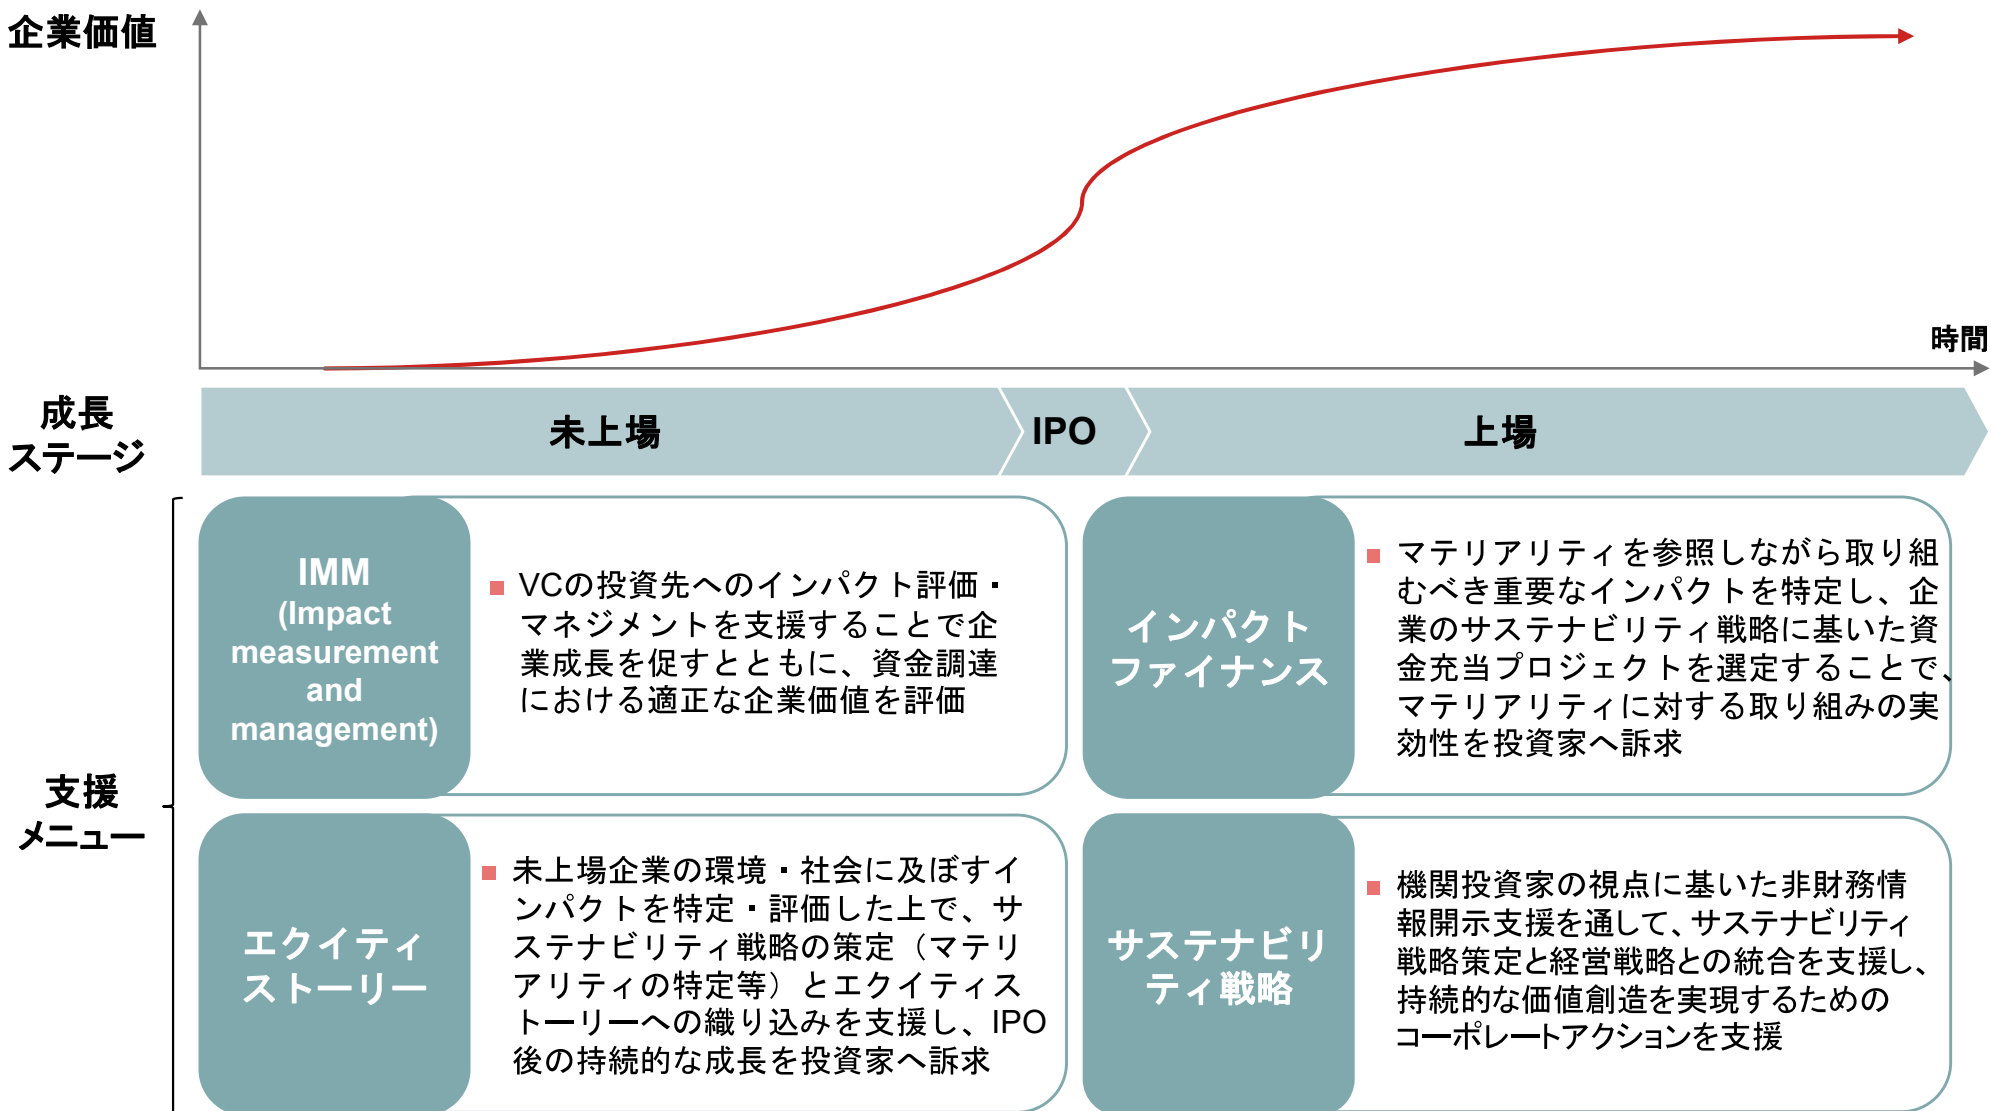 企業価値
時間
成長
ステージ
未上場
IPO
上場
支援
メニュー
IMM
(Impact
measurement
and
management)
■ VCの投資先へのインパクト評価・
マネジメントを支援することで企
業成長を促すとともに、資金調達
における適正な企業価値を評価
インパクト
ファイナンス
■ マテリアリティを参照しながら取り組
むべき重要なインパクトを特定し、企
業のサステナビリティ戦略に基いた資
金充当プロジェクトを選定することで、
マテリアリティに対する取り組みの実
効性を投資家へ訴求
エクイティ
ストーリー
■ 未上場企業の環境・社会に及ぼすイ
ンパクトを特定・評価した上で、サ
ステナビリティ戦略の策定（マテリ
アリティの特定等）とエクイティス
トーリーへの織り込みを支援し、IPO
後の持続的な成長を投資家へ訴求
サステナビリ
ティ戦略
■ 機関投資家の視点に基いた非財務情
報開示支援を通して、サステナビリティ
戦略策定と経営戦略との統合を支援し、
持続的な価値創造を実現するための
コーポレートアクションを支援